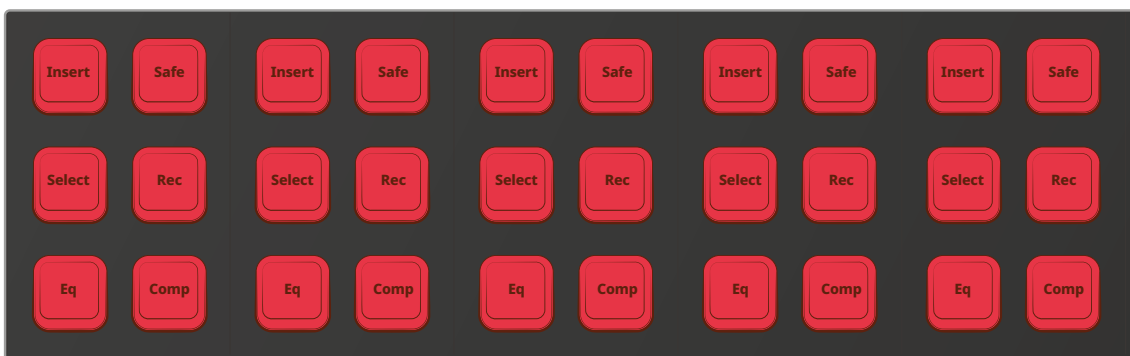 Insert Safe Insert Safe Insert Safe Insert Safe Insert Safe
Select Rec Select Rec Select Rec Select Rec Select Rec
Eq Comp Eq Comp Eq Comp Eq Comp Eq Comp